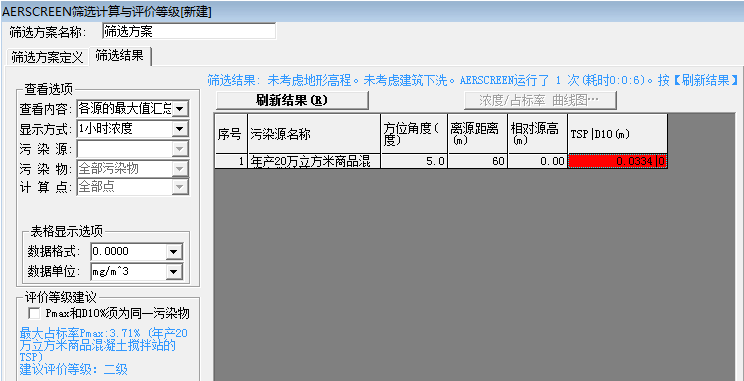 AERSCREEN筛选计算与评价等级[新建]
筛选方案名称: 筛选方案
筛选方案定义 筛选结果
筛选结果: 未考虑地形高程。未考虑建筑下洗。AERSCREEN运行了 1 次(耗时0:0:6)。按【刷新结果】
查看选项
查看内容: 各源的最大值汇总
显示方式: 1小时浓度
污 染 源:
污 染 物: 全部污染物
计 算 点: 全部点
表格显示选项
数据格式: 0.0000
数据单位: mg/m^3
评价等级建议
Pmax和D10%须为同一污染物
最大占标率Pmax:3.71% (年产20
万立方米商品混凝土搅拌站的
TSP)
建议评价等级: 二级
刷新结果(R) 浓度/占标率 曲线图…
序号 污染源名称 方位角度(度) 离源距离(m) 相对源高(m) TSP|D10(m)
1 年产20万立方米商品混 5.0 60 0.00 0.0334|0